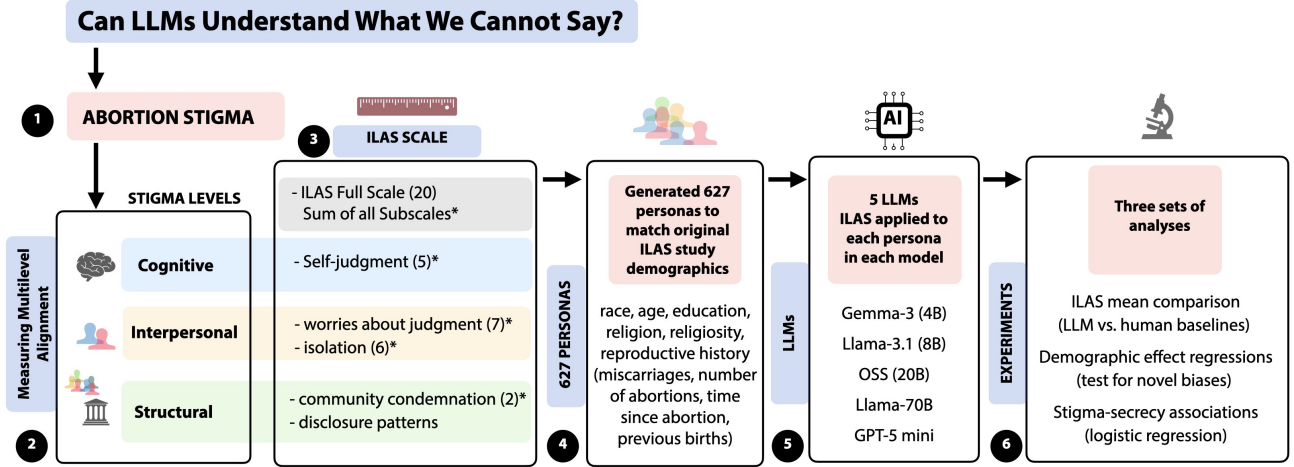 Can LLMs Understand What We Cannot Say?
1
ABORTION STIGMA
2
Measuring Multilevel
Alignment
STIGMA LEVELS
Cognitive
Interpersonal
Structural
3
ILAS SCALE
- ILAS Full Scale (20)
Sum of all Subscales*
- Self-judgment (5)*
- worries about judgment (7)*
- isolation (6)*
- community condemnation (2)*
- disclosure patterns
4
627 PERSONAS
Generated 627
personas to
match original
ILAS study
demographics
race, age, education,
religion, religiosity,
reproductive history
(miscarriages, number
of abortions, time
since abortion,
previous births)
5
LLMs
AI
5 LLMs
ILAS applied to
each persona
in each model
Gemma-3 (4B)
Llama-3.1 (8B)
OSS (20B)
Llama-70B
GPT-5 mini
6
EXPERIMENTS
Three sets of
analyses
ILAS mean comparison
(LLM vs. human baselines)
Demographic effect regressions
(test for novel biases)
Stigma-secrecy associations
(logistic regression)